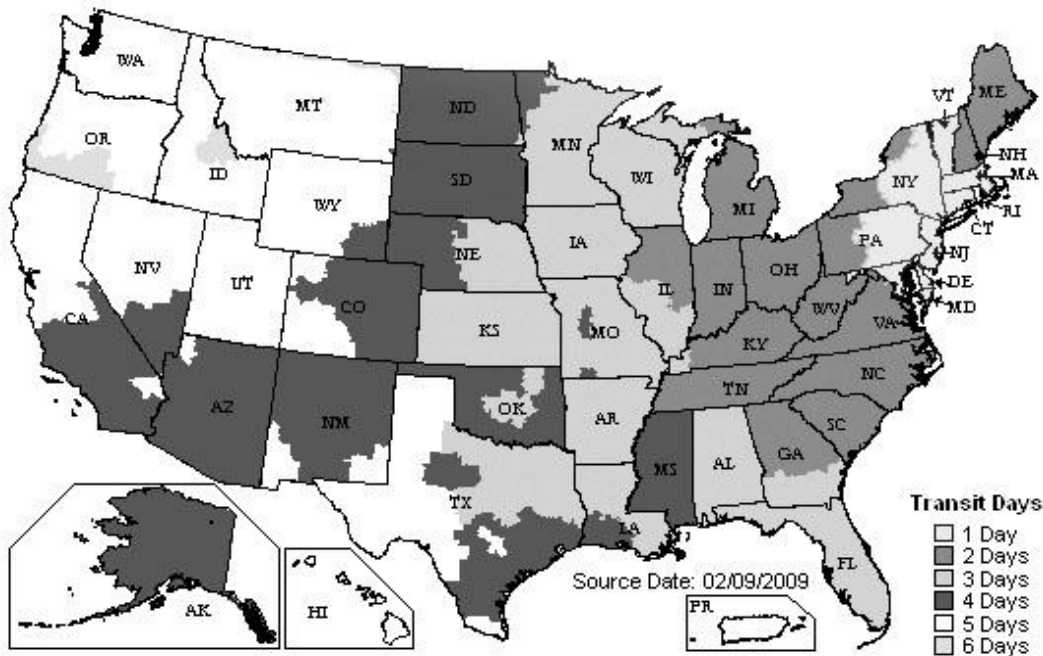 WA
VT
ME
MT
ND
OR
MN
NH
ID
WI
MA
SD
NY
WY
MI
RI
CT
IA
PA
NE
NV
NJ
OH
UT
IL
IN
DE
CO
MD
CA
WV
KS
MO
VA
KY
NC
TN
AZ
OK
NM
AR
SC
GA
MS
AL
TX
LA
FL
Transit Days
1 Day
2 Days
3 Days
4 Days
5 Days
6 Days
Source Date: 02/09/2009
AK
HI
PR